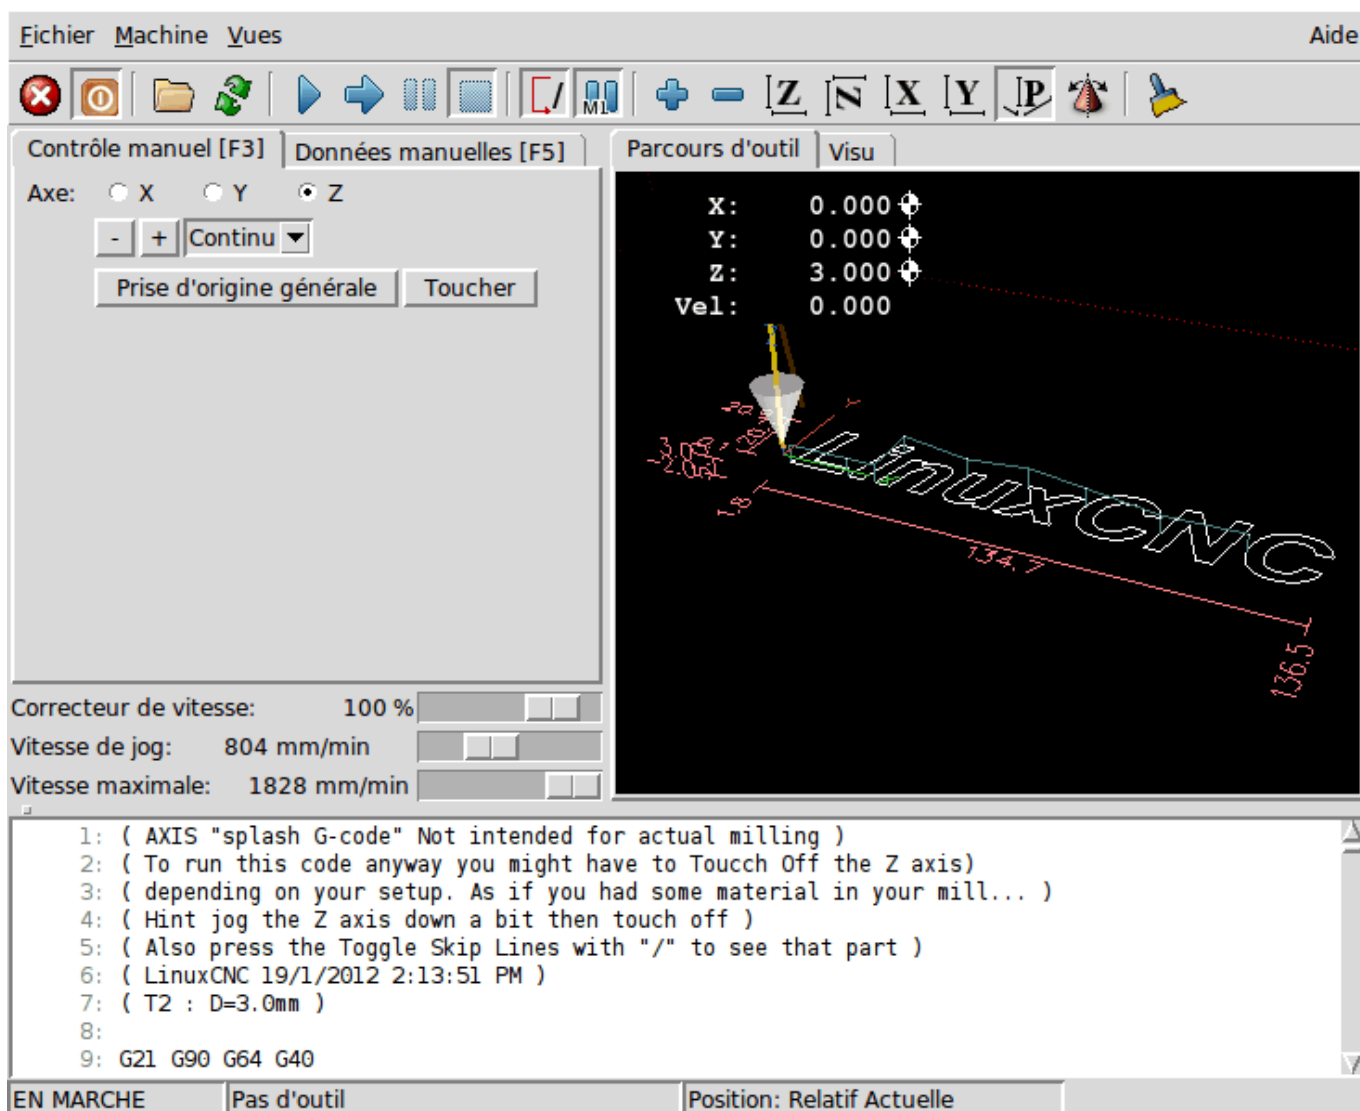 Fichier Machine Vues Aide
M1 Z N X Y P
Contrôle manuel [F3] Données manuelles [F5] Parcours d'outil Visu
Axe: X Y Z
- + Continu
Prise d'origine générale Toucher
X: 0.000
Y: 0.000
Z: 3.000
Vel: 0.000
Y
LinuxCNC
1.8
134.7
136.5
Correcteur de vitesse: 100 %
Vitesse de jog: 804 mm/min
Vitesse maximale: 1828 mm/min
1: ( AXIS "splash G-code" Not intended for actual milling )
2: ( To run this code anyway you might have to Toucch Off the Z axis)
3: ( depending on your setup. As if you had some material in your mill... )
4: ( Hint jog the Z axis down a bit then touch off )
5: ( Also press the Toggle Skip Lines with "/" to see that part )
6: ( LinuxCNC 19/1/2012 2:13:51 PM )
7: ( T2 : D=3.0mm )
8:
9: G21 G90 G64 G40
EN MARCHE Pas d'outil Position: Relatif Actuelle